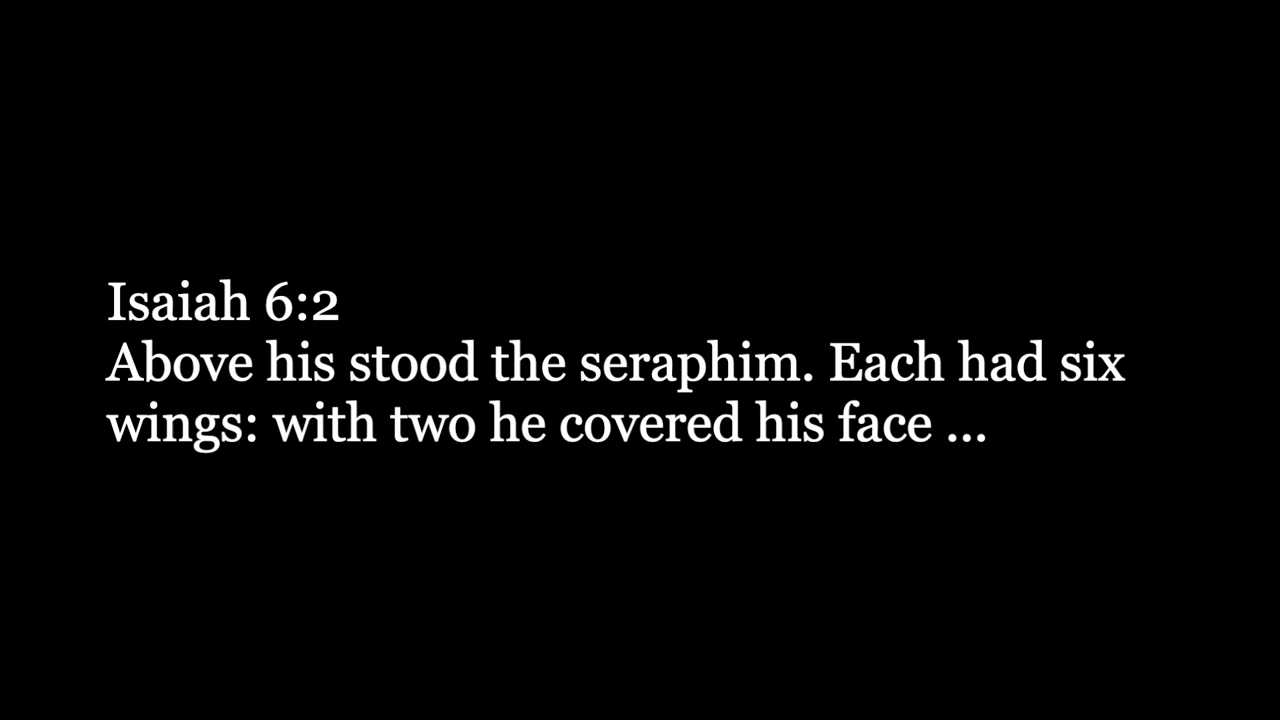 Isaiah 6:2
Above his stood the seraphim. Each had six
wings: with two he covered his face ...